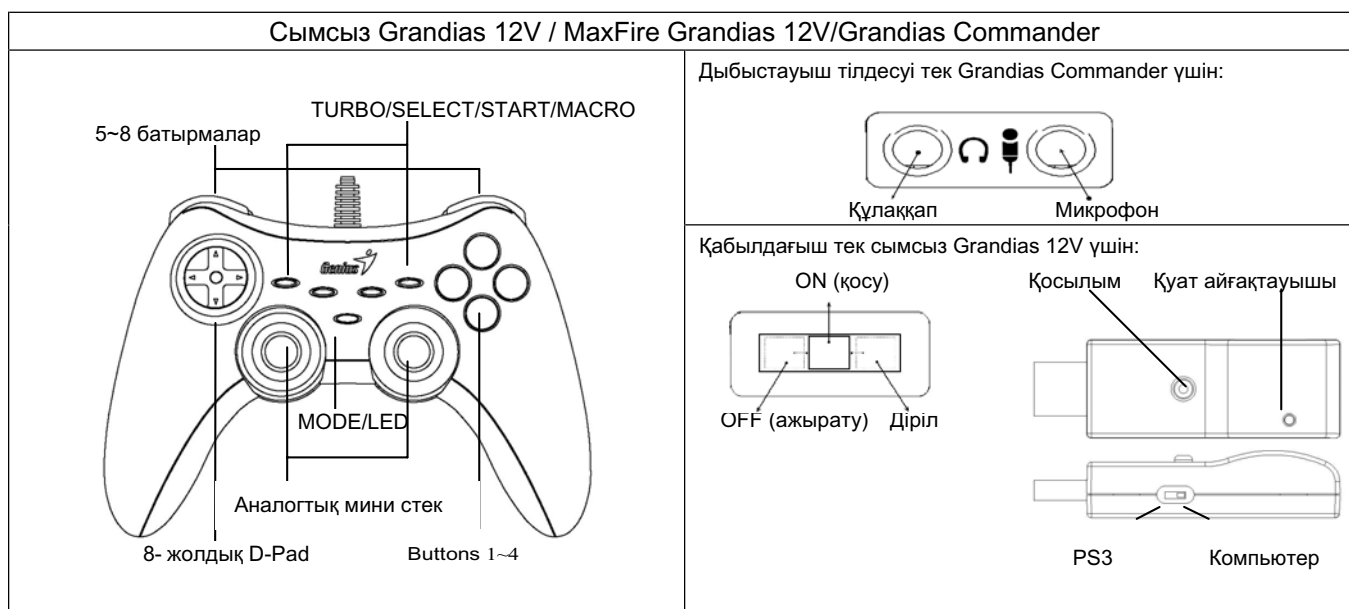 Сымсыз Grandias 12V / MaxFire Grandias 12V/Grandias Commander
TURBO/SELECT/START/MACRO
5~8 батырмалар
Genius
MODE/LED
Аналогтық мини стек
8- жолдық D-Pad
Buttons 1~4
Дыбыстауыш тілдесуі тек Grandias Commander үшін:
Құлаққап
Микрофон
Қабылдағыш тек сымсыз Grandias 12V үшін:
ON (қосу)
Қосылым
Қуат айғақтауышы
OFF (ажырату)
Діріл
PS3
Компьютер